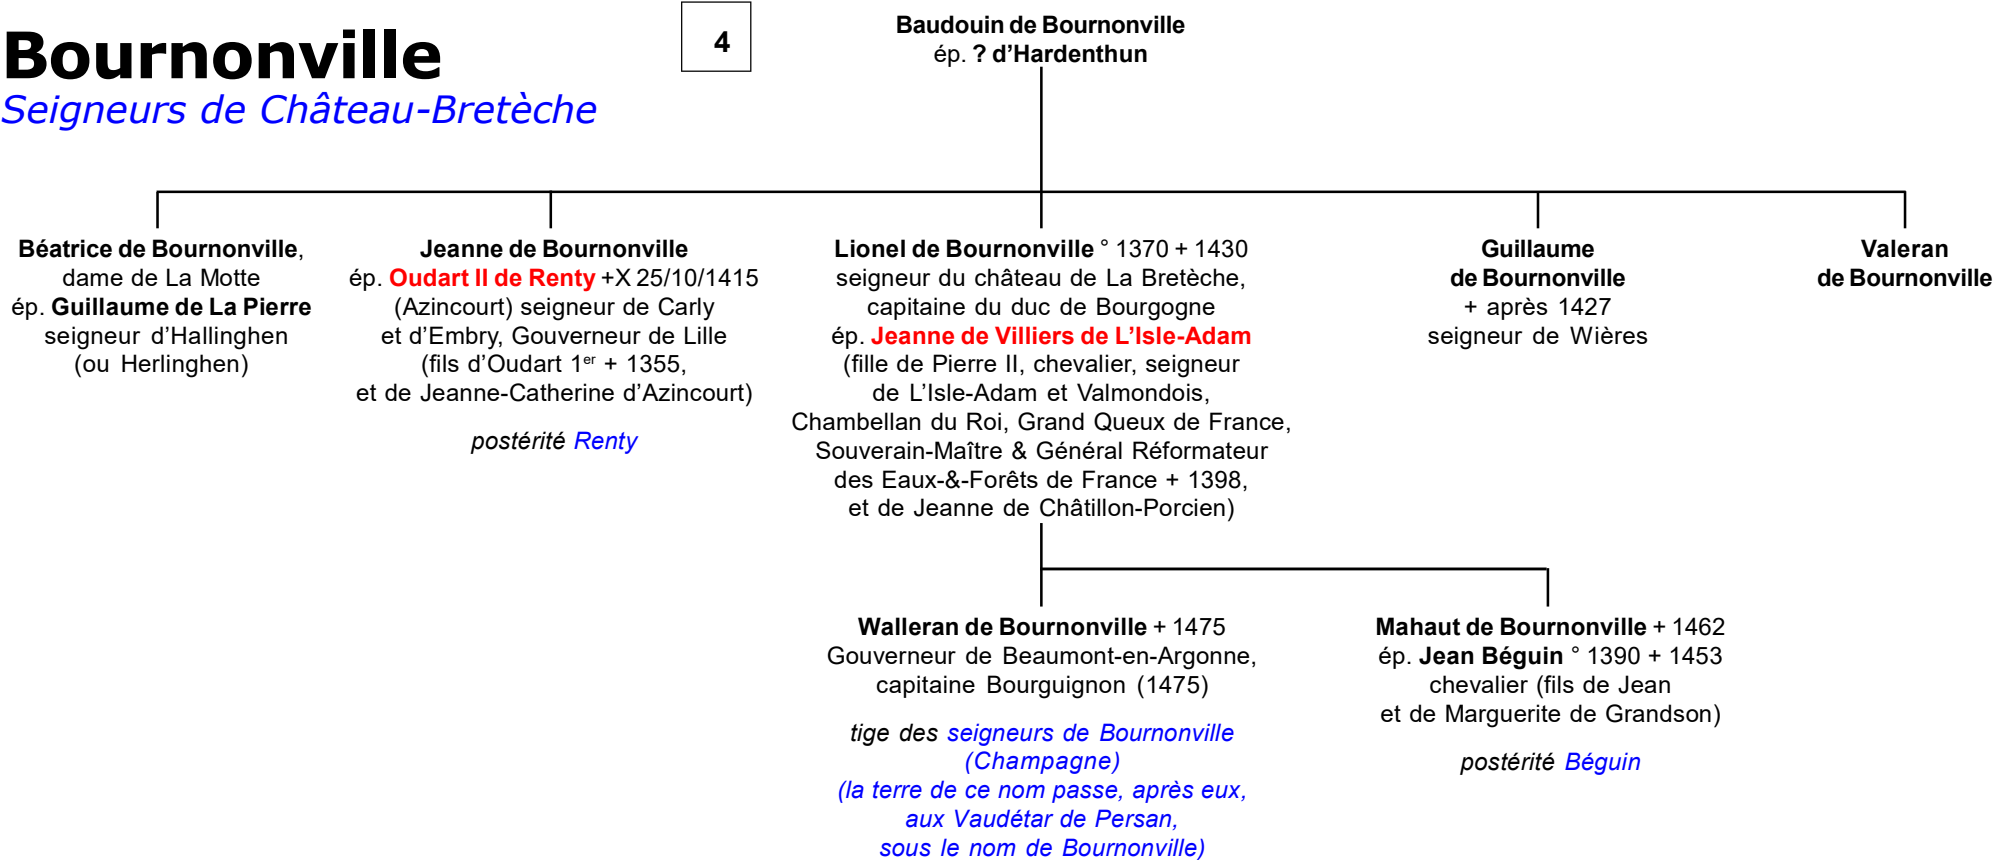 Bournonville
Seigneurs de Château-Bretèche
4
Baudouin de Bournonville
ép. ? d’Hardenthun
Béatrice de Bournonville,
dame de La Motte
ép. Guillaume de La Pierre
seigneur d’Hallinghen
(ou Herlinghen)
Jeanne de Bournonville
ép. Oudart II de Renty +X 25/10/1415
(Azincourt) seigneur de Carly
et d’Embry, Gouverneur de Lille
(fils d’Oudart 1er + 1355,
et de Jeanne-Catherine d’Azincourt)
postérité Renty
Lionel de Bournonville ° 1370 + 1430
seigneur du château de La Bretèche,
capitaine du duc de Bourgogne
ép. Jeanne de Villiers de L’Isle-Adam
(fille de Pierre II, chevalier, seigneur
de L’Isle-Adam et Valmondois,
Chambellan du Roi, Grand Queux de France,
Souverain-Maître & Général Réformateur
des Eaux-&-Forêts de France + 1398,
et de Jeanne de Châtillon-Porcien)
Guillaume
de Bournonville
+ après 1427
seigneur de Wières
Valeran
de Bournonville
Walleran de Bournonville + 1475
Gouverneur de Beaumont-en-Argonne,
capitaine Bourguignon (1475)
tige des seigneurs de Bournonville
(Champagne)
(la terre de ce nom passe, après eux,
aux Vaudétar de Persan,
sous le nom de Bournonville)
Mahaut de Bournonville + 1462
ép. Jean Béguin ° 1390 + 1453
chevalier (fils de Jean
et de Marguerite de Grandson)
postérité Béguin